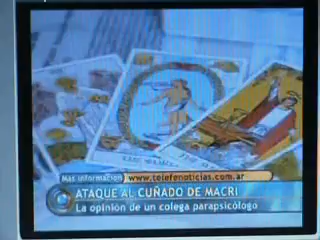 Más información www.telefenoticias.com.ar
ATAQUE AL CUÑADO DE MACRI
La opinión de un colega parapsicólogo